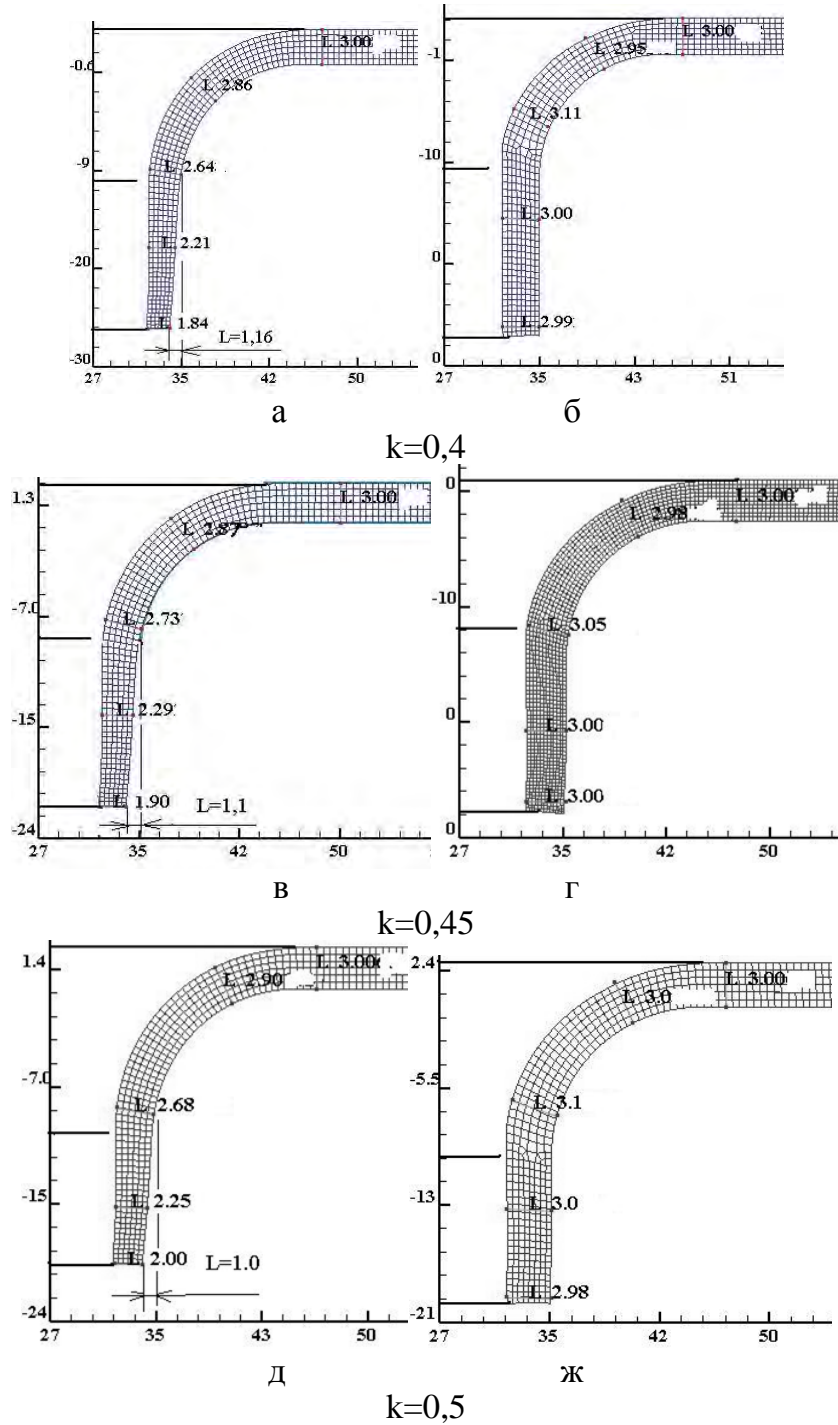 L 3.00
-0.6
L 2.86
L 2.64
-9
L 2.21
-20
L 1.84
L=1,16
-30
27 35 42 50
а
L 3.00
L 2.95
-1
L 3.11
-10
L 3.00
0
L 2.99
0
27 35 43 51
б
k=0,4
1.3
L 3.00
L 2.87
-7.0
L 2.73
L 2.29
-15
L 1.90
L=1,1
-24
27 34 42 50
в
0
L 3.00
L 2.98
-10
L 3.05
0
L 3.00
L 3.00
0
27 35 42 50
г
k=0,45
1.4
L 3.00
L 2.90
-7.0
L 2.68
-15
L 2.25
L 2.00
L=1.0
-24
27 35 43 50
д
2.4
L 3.00
L 3.0
-5.5
L 3.1
-13
L 3.0
L 2.98
-21
27 35 42 50
ж
k=0,5